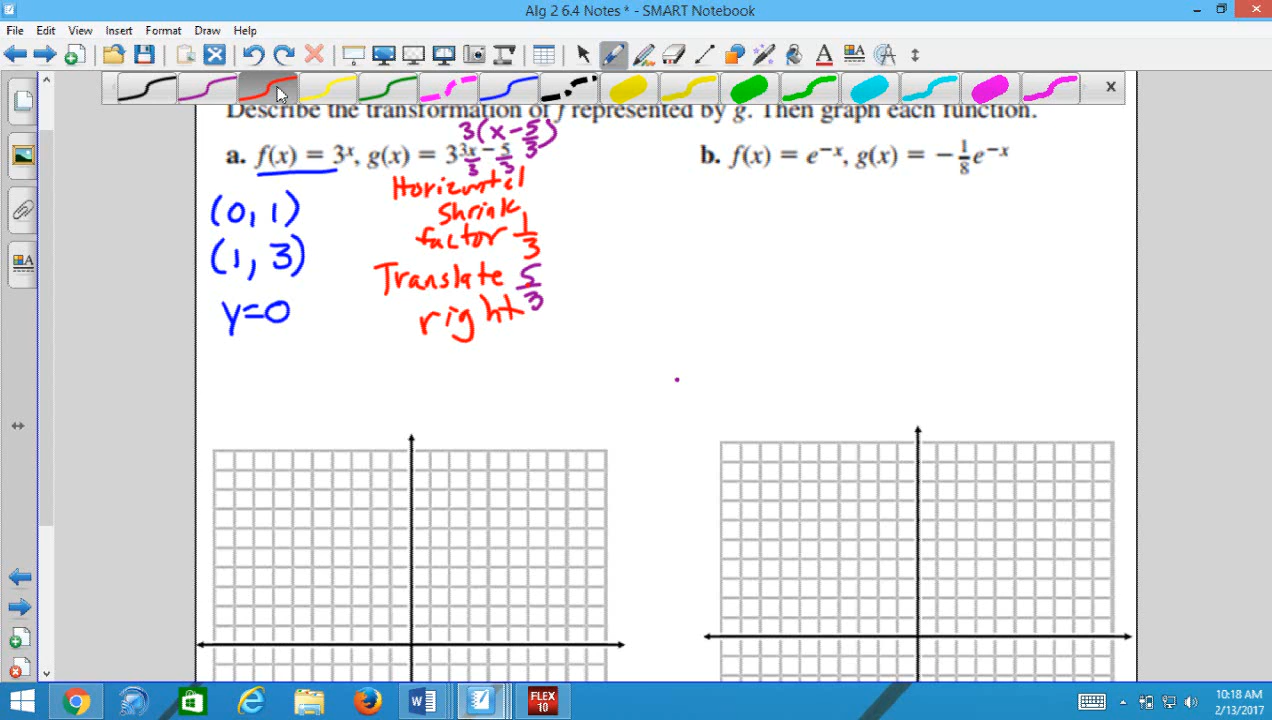 Alg 2 6.4 Notes * - SMART Notebook
File Edit View Insert Format Draw Help
Describe the transformation of f represented by g. Then graph each function.
3(x - 5/3)
a. f(x) = 3ˣ, g(x) = 3^(3x/3 - 5/3)
b. f(x) = e⁻ˣ, g(x) = -1/8 e⁻ˣ
(0, 1)
(1, 3)
y=0
Horizontal
Shrink
factor 1/3
Translate 5/3
right
FLEX
10
10:18 AM
2/13/2017